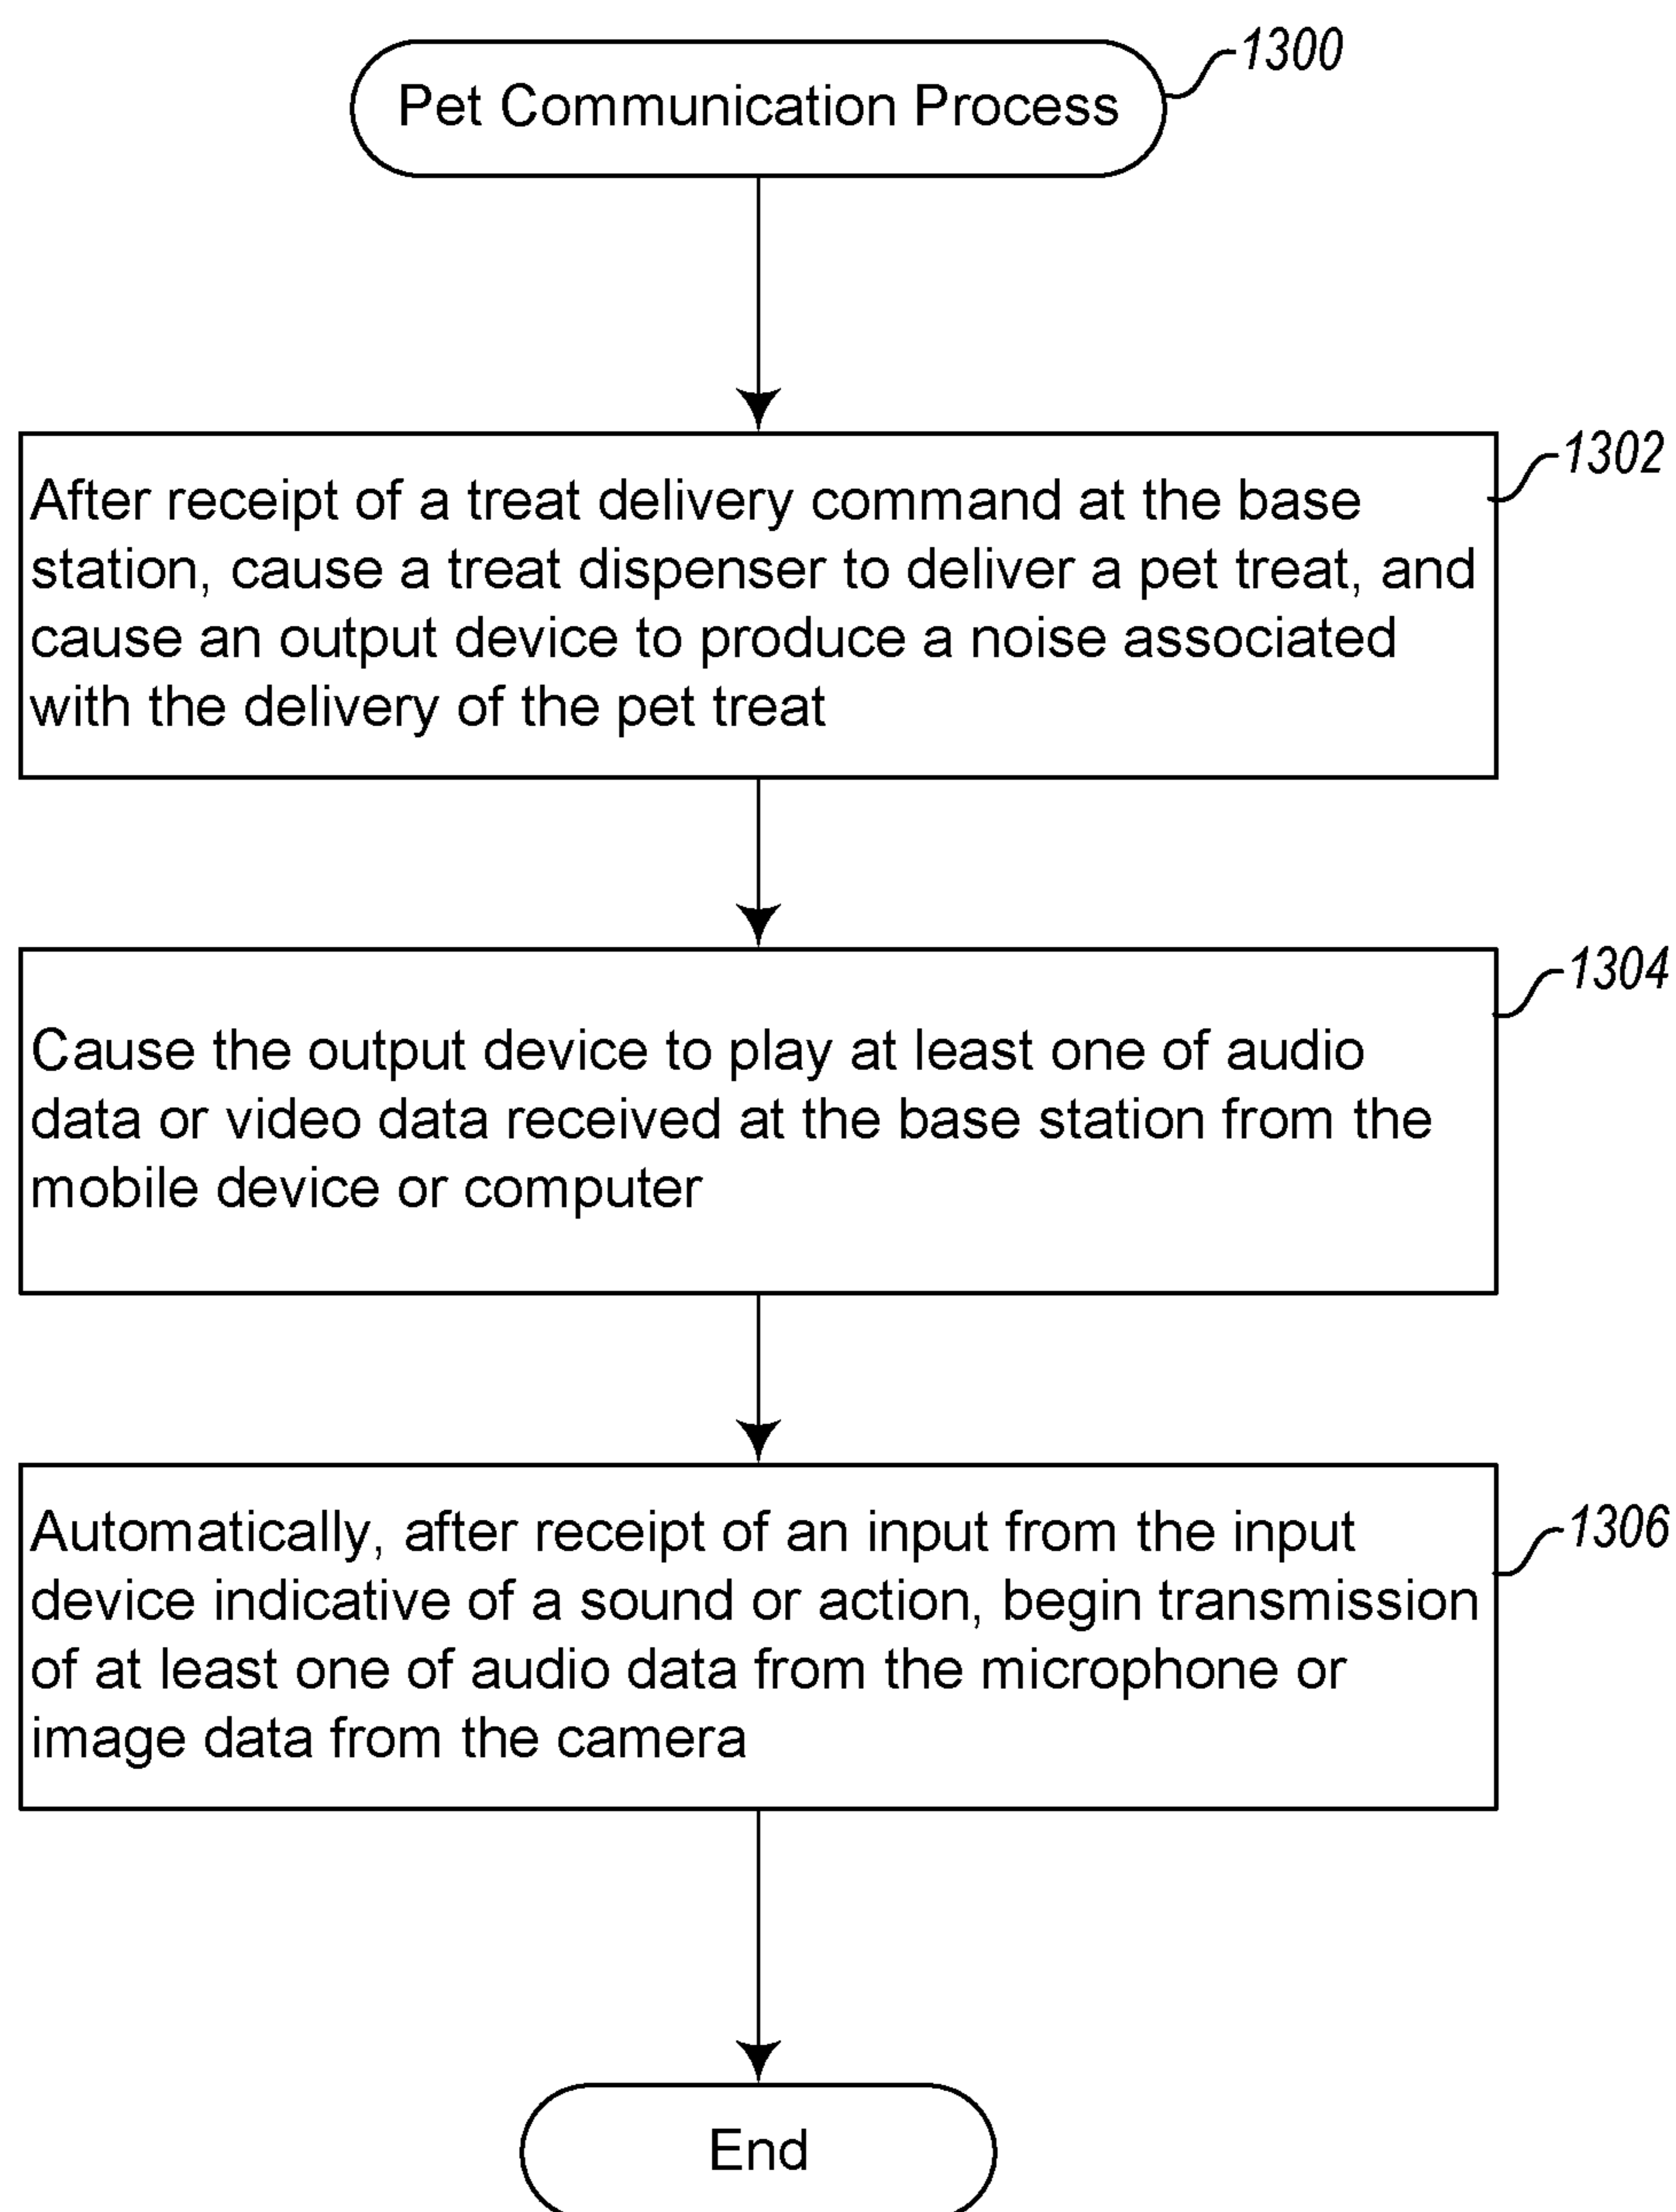 Pet Communication Process
1300
After receipt of a treat delivery command at the base
station, cause a treat dispenser to deliver a pet treat, and
cause an output device to produce a noise associated
with the delivery of the pet treat
1302
Cause the output device to play at least one of audio
data or video data received at the base station from the
mobile device or computer
1304
Automatically, after receipt of an input from the input
device indicative of a sound or action, begin transmission
of at least one of audio data from the microphone or
image data from the camera
1306
End